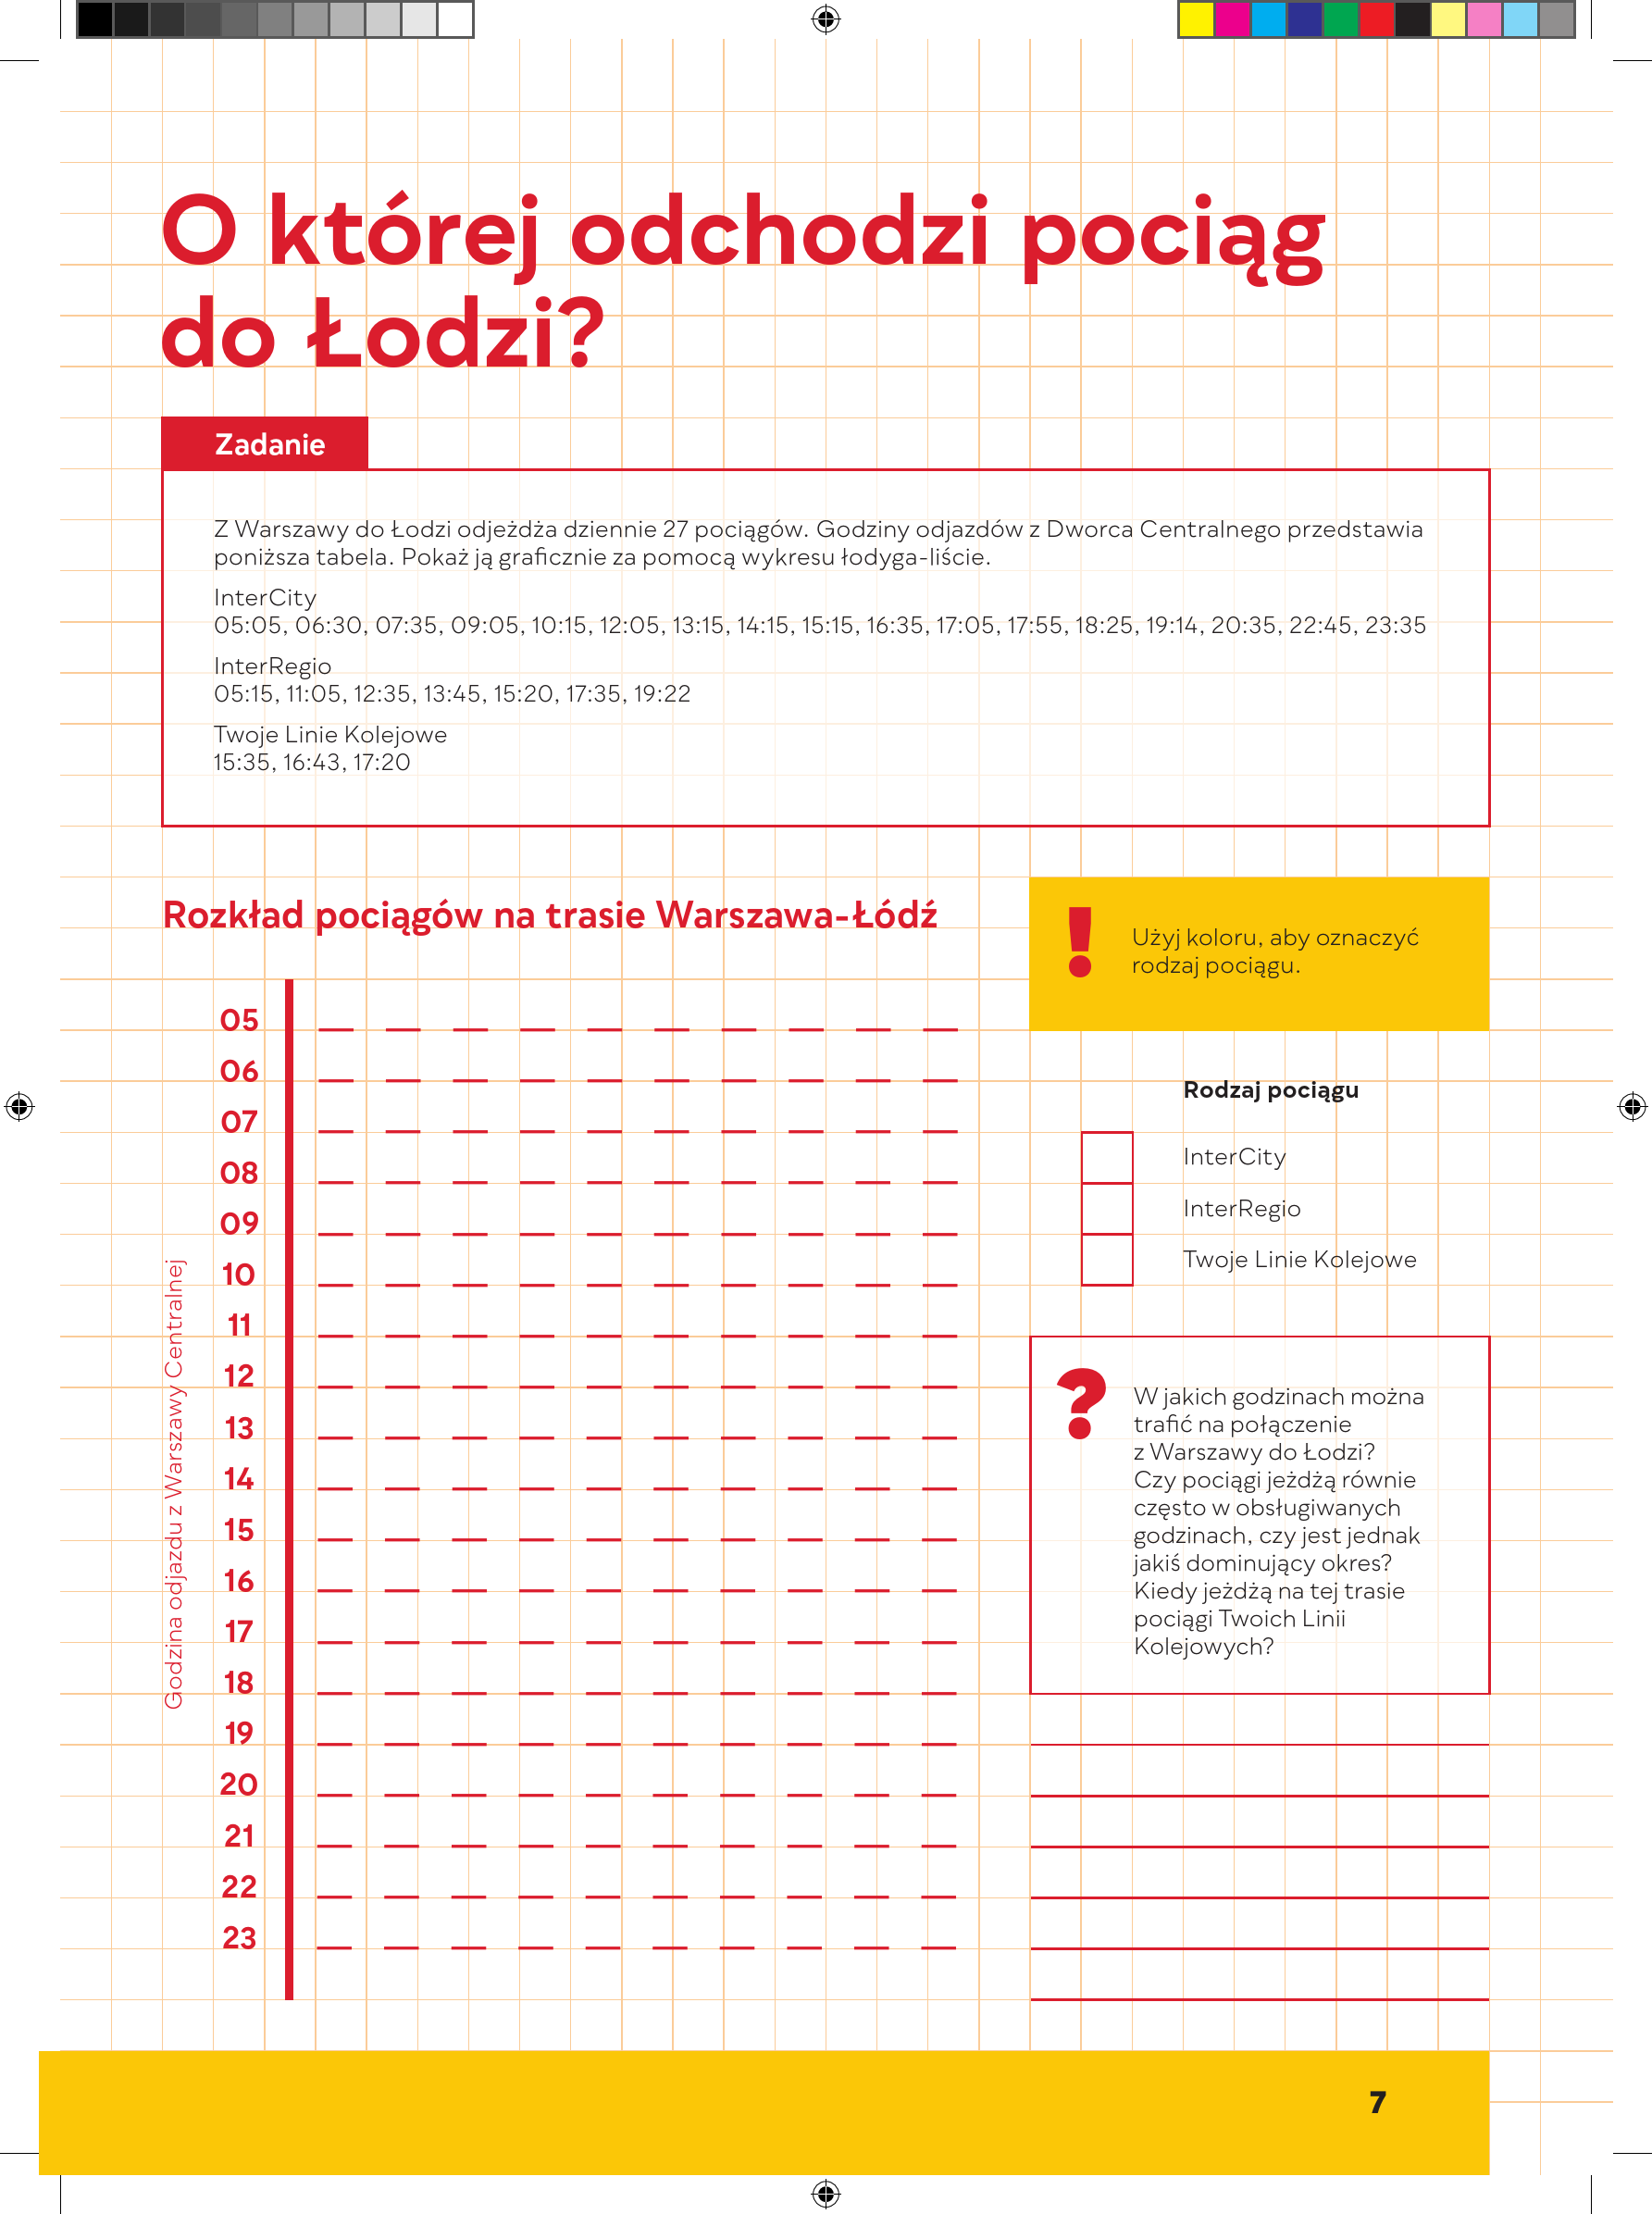 O której odchodzi pociąg
do Łodzi?
Zadanie
Z Warszawy do Łodzi odjeżdża dziennie 27 pociągów. Godziny odjazdów z Dworca Centralnego przedstawia
poniższa tabela. Pokaż ją graficznie za pomocą wykresu łodyga-liście.
InterCity
05:05, 06:30, 07:35, 09:05, 10:15, 12:05, 13:15, 14:15, 15:15, 16:35, 17:05, 17:55, 18:25, 19:14, 20:35, 22:45, 23:35
InterRegio
05:15, 11:05, 12:35, 13:45, 15:20, 17:35, 19:22
Twoje Linie Kolejowe
15:35, 16:43, 17:20
Rozkład pociągów na trasie Warszawa-Łódź
Godzina odjazdu z Warszawy Centralnej
05
06
07
08
09
10
11
12
13
14
15
16
17
18
19
20
21
22
23
!
Użyj koloru, aby oznaczyć
rodzaj pociągu.
Rodzaj pociągu
InterCity
InterRegio
Twoje Linie Kolejowe
?
W jakich godzinach można
trafić na połączenie
z Warszawy do Łodzi?
Czy pociągi jeżdżą równie
często w obsługiwanych
godzinach, czy jest jednak
jakiś dominujący okres?
Kiedy jeżdżą na tej trasie
pociągi Twoich Linii
Kolejowych?
7